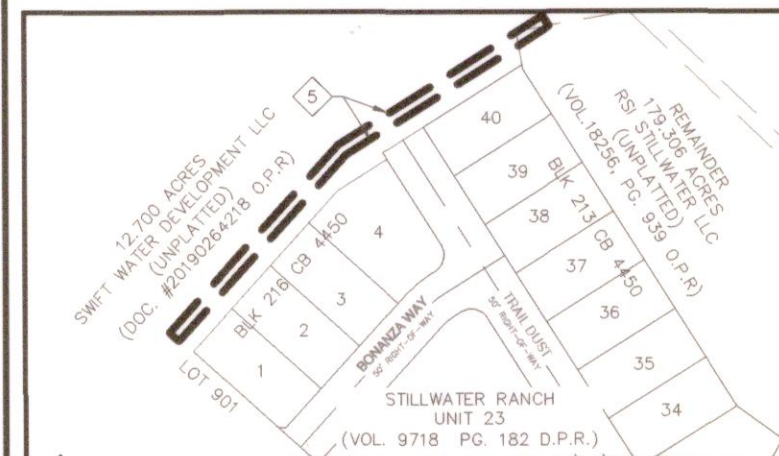 5
12.700 ACRES
SWIFT WATER DEVELOPMENT LLC
(UNPLATTED)
(DOC. #20190264218 O.P.R)
REMAINDER
179.306 ACRES
RSI STILLWATER LLC
(UNPLATTED)
(VOL.18256, PG. 939 O.P.R)
40
39
38
37
36
35
34
BLK 213 CB 4450
4
3
2
1
BLK 216 CB 4450
LOT 901
BONANZA WAY
50' RIGHT-OF-WAY
TRAIL DUST
50' RIGHT-OF-WAY
STILLWATER RANCH
UNIT 23
(VOL. 9718 PG. 182 D.P.R.)